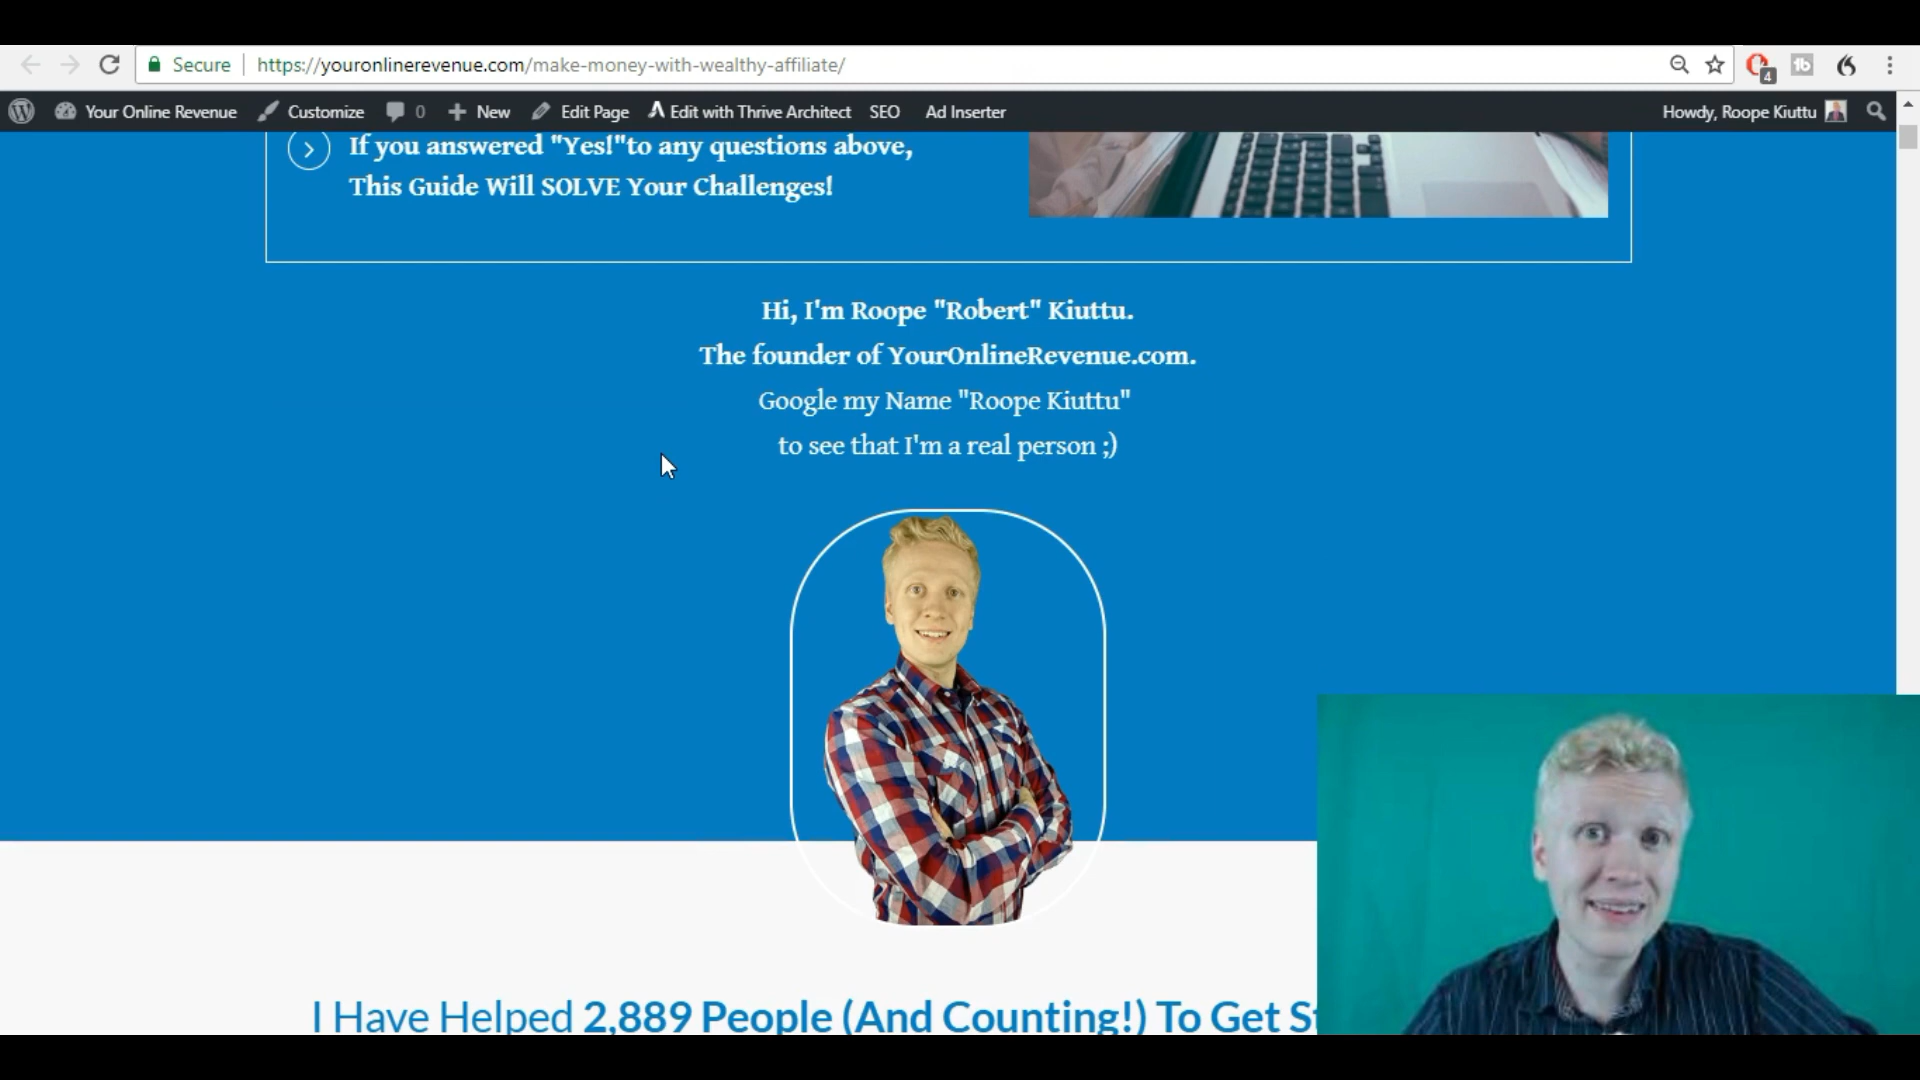 Secure https://youronlinerevenue.com/make-money-with-wealthy-affiliate/
4
Your Online Revenue Customize 0 New Edit Page Edit with Thrive Architect SEO Ad Inserter Howdy, Roope Kiuttu
If you answered "Yes!"to any questions above,
This Guide Will SOLVE Your Challenges!
Hi, I'm Roope "Robert" Kiuttu.
The founder of YourOnlineRevenue.com.
Google my Name "Roope Kiuttu"
to see that I'm a real person ;)
I Have Helped 2,889 People (And Counting!) To Get